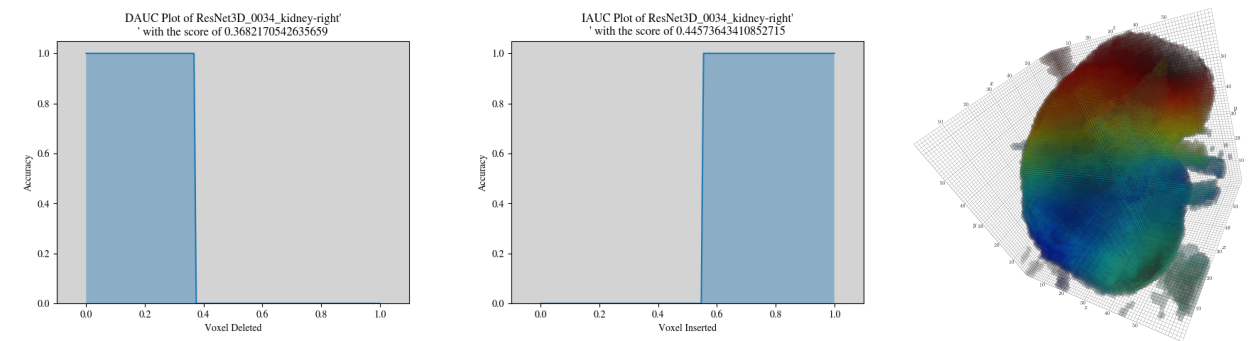 DAUC Plot of ResNet3D_0034_kidney-right'
' with the score of 0.3682170542635659
1.0
0.8
0.6
0.4
0.2
0.0
Accuracy
0.0 0.2 0.4 0.6 0.8 1.0
Voxel Deleted
IAUC Plot of ResNet3D_0034_kidney-right'
' with the score of 0.44573643410852715
1.0
0.8
0.6
0.4
0.2
0.0
Accuracy
0.0 0.2 0.4 0.6 0.8 1.0
Voxel Inserted